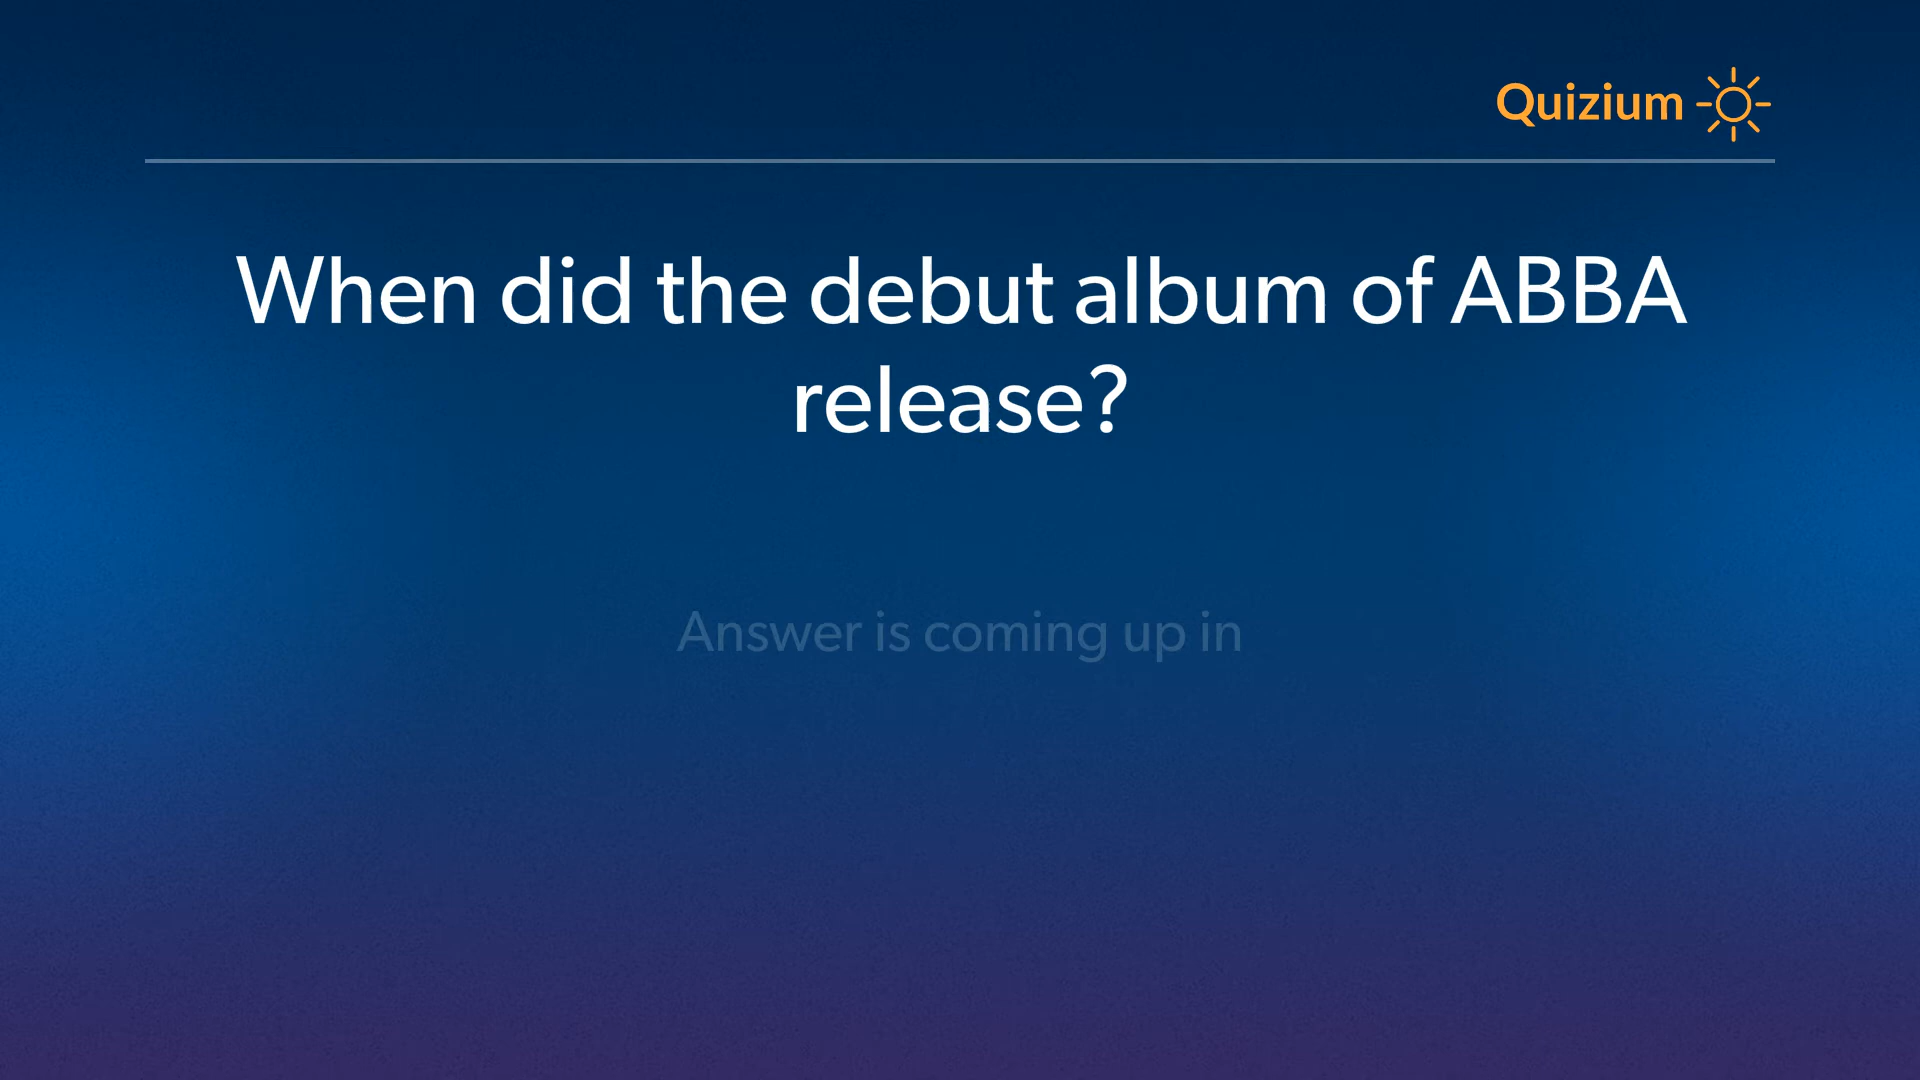 Quizium
When did the debut album of ABBA
release?
Answer is coming up in